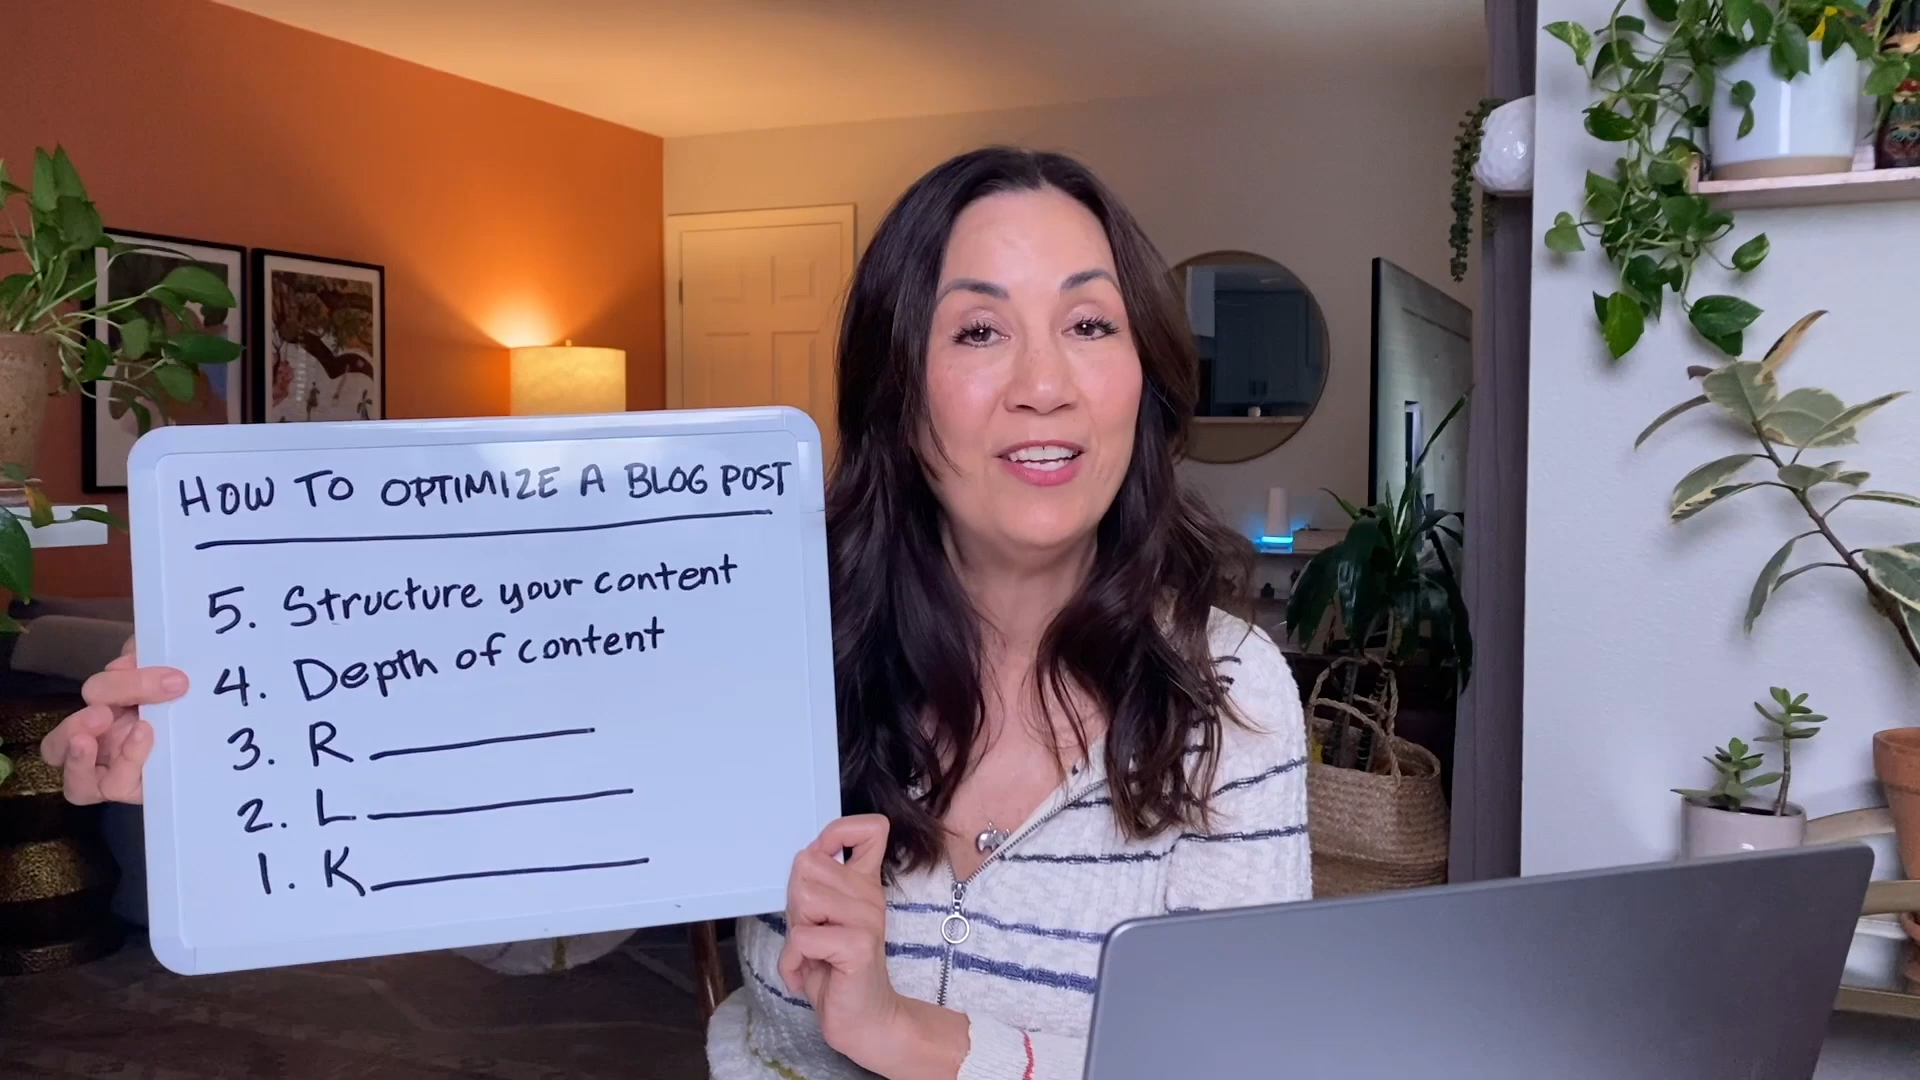 HOW TO OPTIMIZE A BLOG POST
5. Structure your content
4. Depth of content
3. R
2. L
1. K